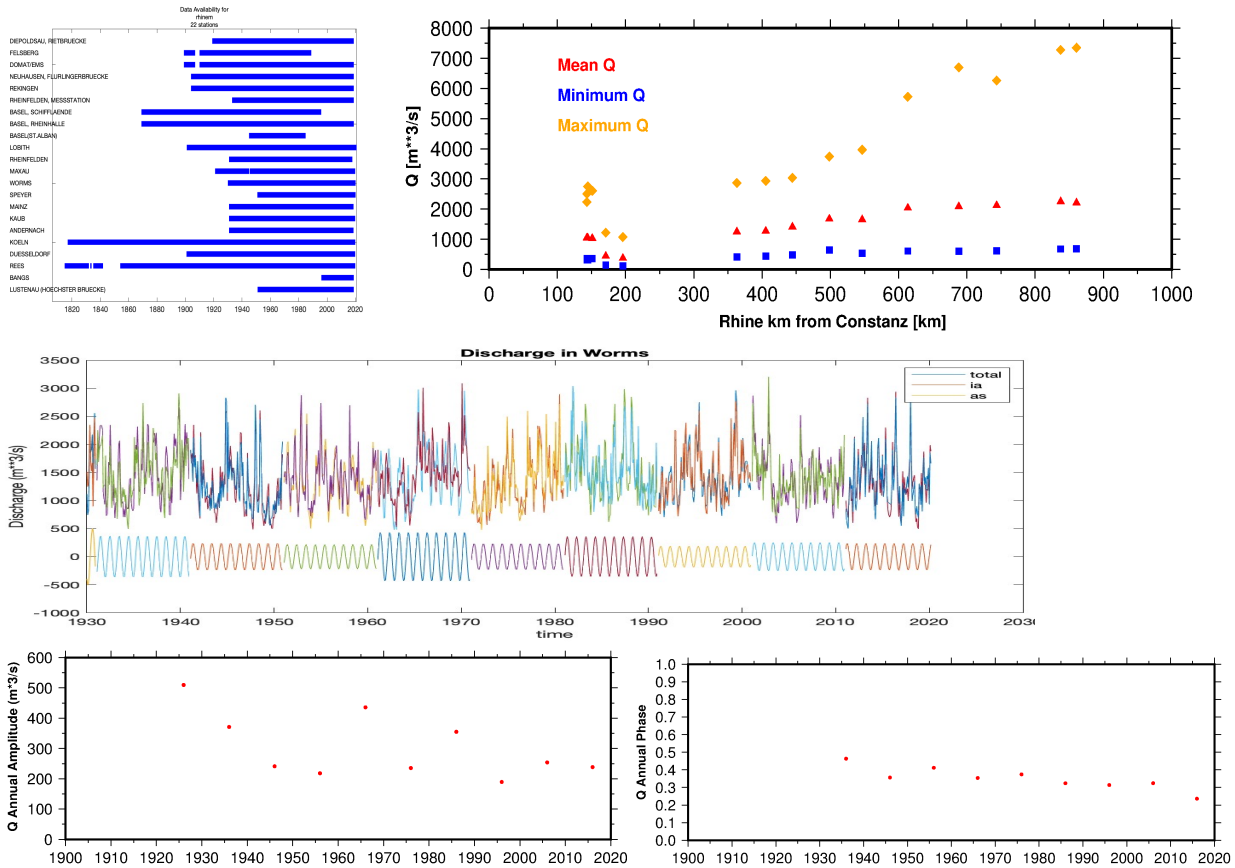 Data Availability for
rhinem
22 stations
DIEPOLDSAU, RIETBRUECKE
FELSBERG
DOMAT/EMS
NEUHAUSEN, FLURLINGERBRUECKE
REKINGEN
RHEINFELDEN, MESSSTATION
BASEL, SCHIFFLAENDE
BASEL, RHEINHALLE
BASEL(ST.ALBAN)
LOBITH
RHEINFELDEN
MAXAU
WORMS
SPEYER
MAINZ
KAUB
ANDERNACH
KOELN
DUESSELDORF
REES
BANGS
LUSTENAU (HOECHSTER BRUECKE)
1820 1840 1860 1880 1900 1920 1940 1960 1980 2000 2020
8000
7000
6000
5000
4000
3000
2000
1000
0
Q [m**3/s]
Mean Q
Minimum Q
Maximum Q
0 100 200 300 400 500 600 700 800 900 1000
Rhine km from Constanz [km]
Discharge in Worms
3500
3000
2500
2000
1500
1000
500
0
-500
-1000
Discharge (m**3/s)
total
ia
as
1930 1940 1950 1960 1970 1980 1990 2000 2010 2020 2030
time
600
500
400
300
200
100
0
Q Annual Amplitude (m*3/s)
1900 1910 1920 1930 1940 1950 1960 1970 1980 1990 2000 2010 2020
1.0
0.9
0.8
0.7
0.6
0.5
0.4
0.3
0.2
0.1
0.0
Q Annual Phase
1900 1910 1920 1930 1940 1950 1960 1970 1980 1990 2000 2010 2020